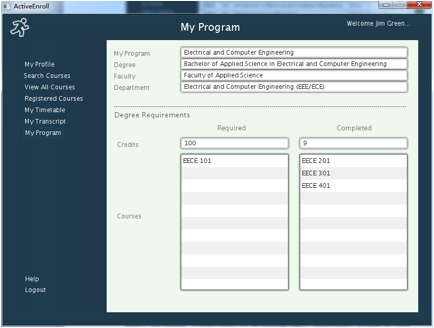 ActiveEnroll
My Program
Welcome Jim Green...
My Profile
Search Courses
View All Courses
Registered Courses
My Timetable
My Transcript
My Program
Help
Logout
My Program Electrical and Computer Engineering
Degree Bachelor of Applied Science in Electrical and Computer Engineering
Faculty Faculty of Applied Science
Department Electrical and Computer Engineering (EEE/ECE)
Degree Requirements
Required Completed
Credits 100 9
EECE 101 EECE 201
EECE 301
EECE 401
Courses